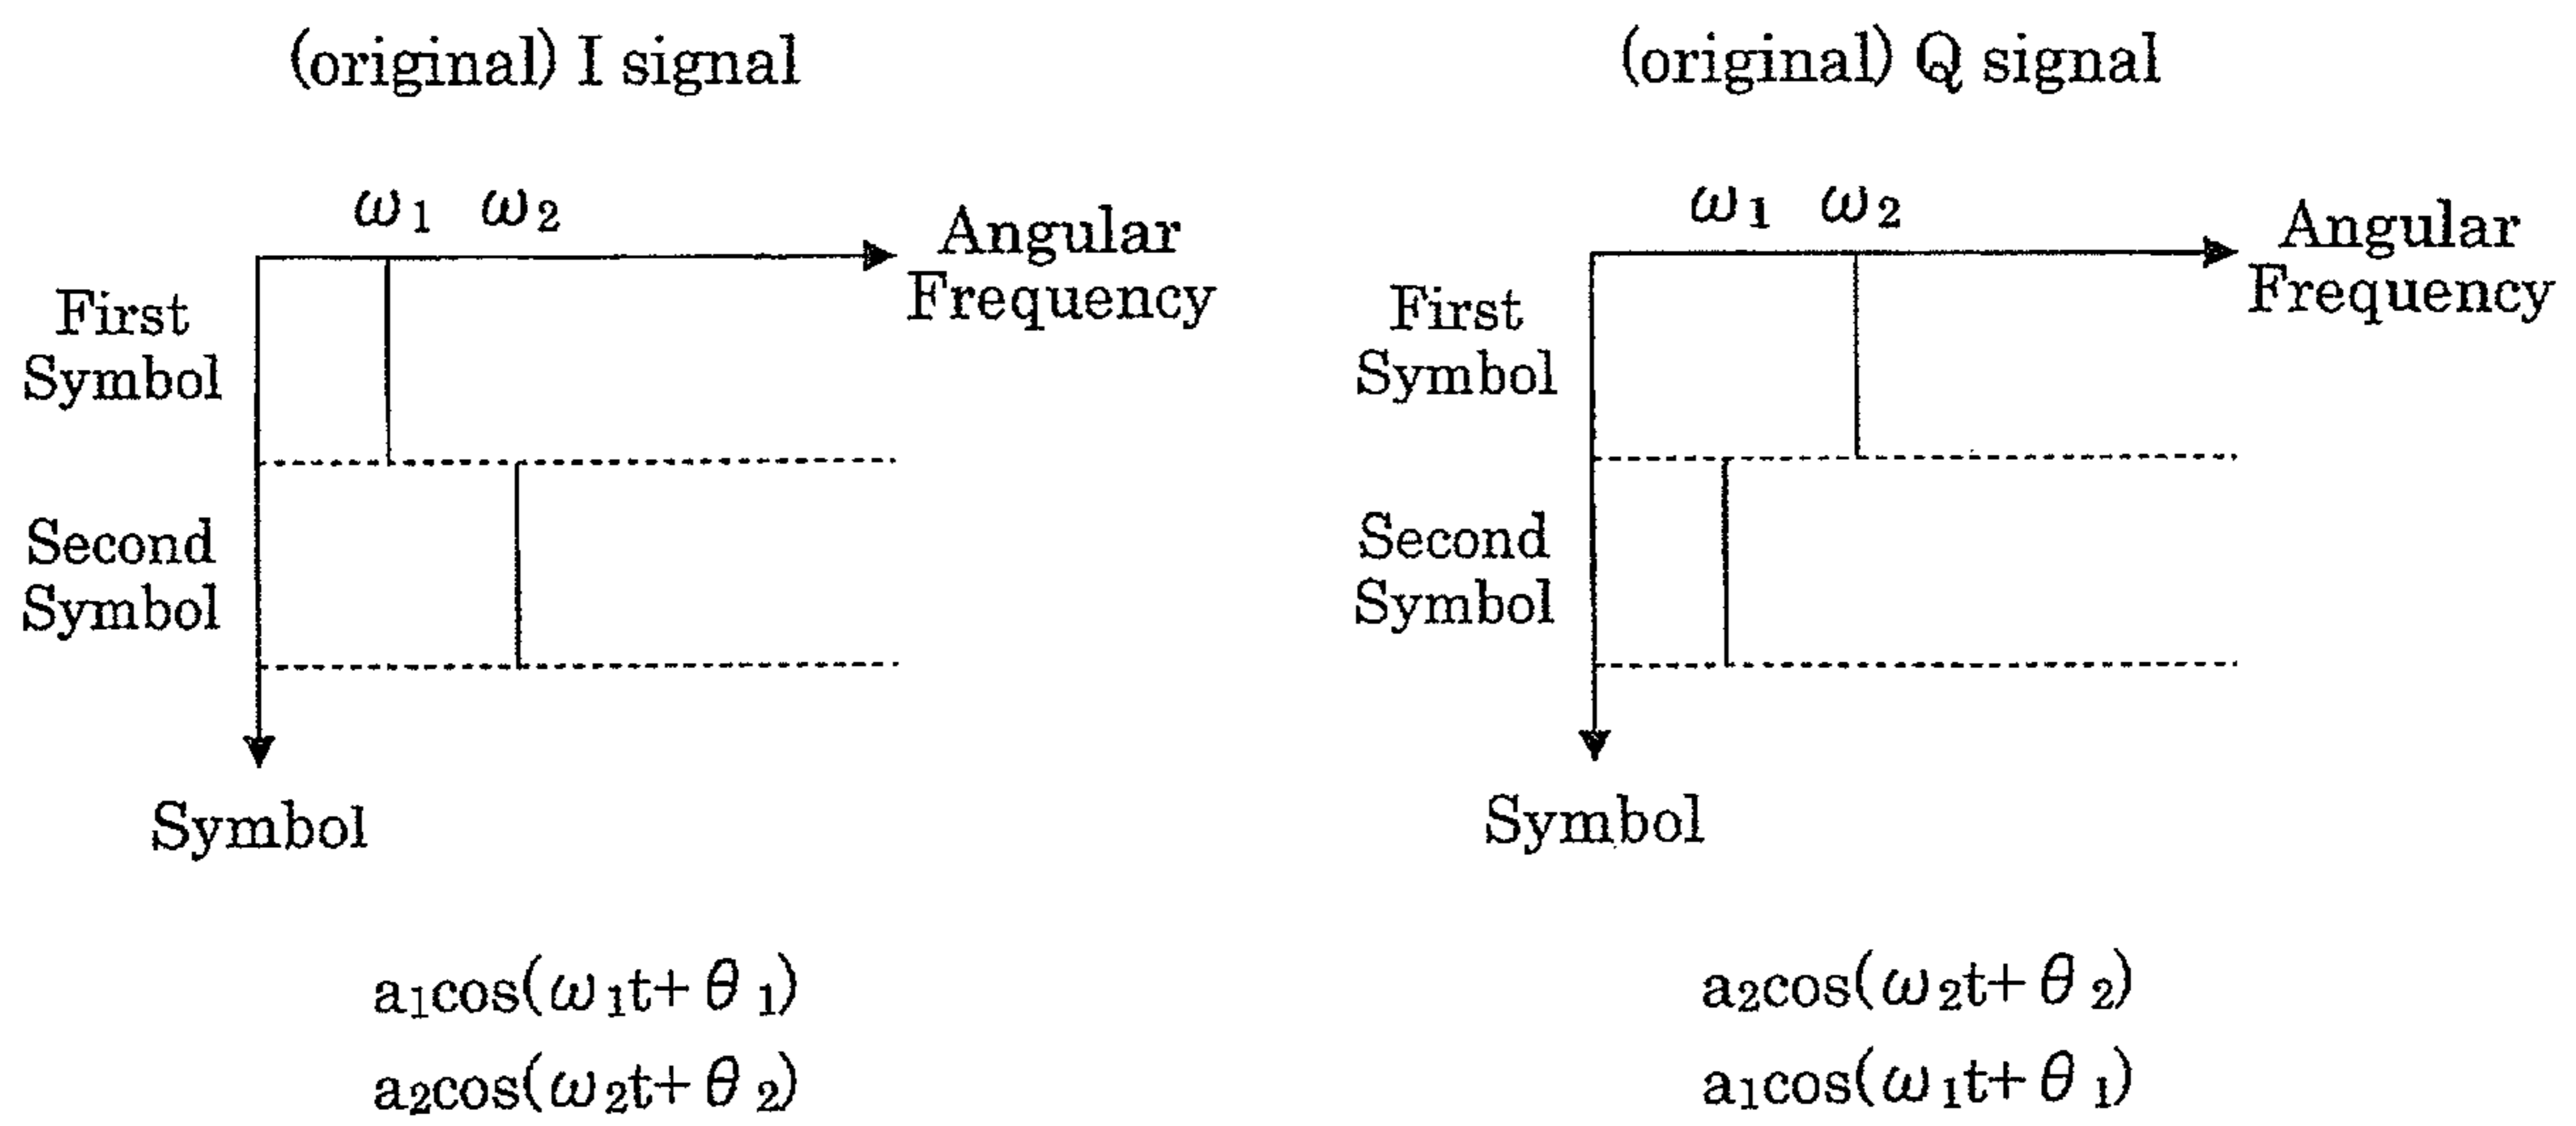 (original) I signal
ω1 ω2
Angular
Frequency
First
Symbol
Second
Symbol
Symbol
a1cos(ω1t+θ1)
a2cos(ω2t+θ2)
(original) Q signal
ω1 ω2
Angular
Frequency
First
Symbol
Second
Symbol
Symbol
a2cos(ω2t+θ2)
a1cos(ω1t+θ1)